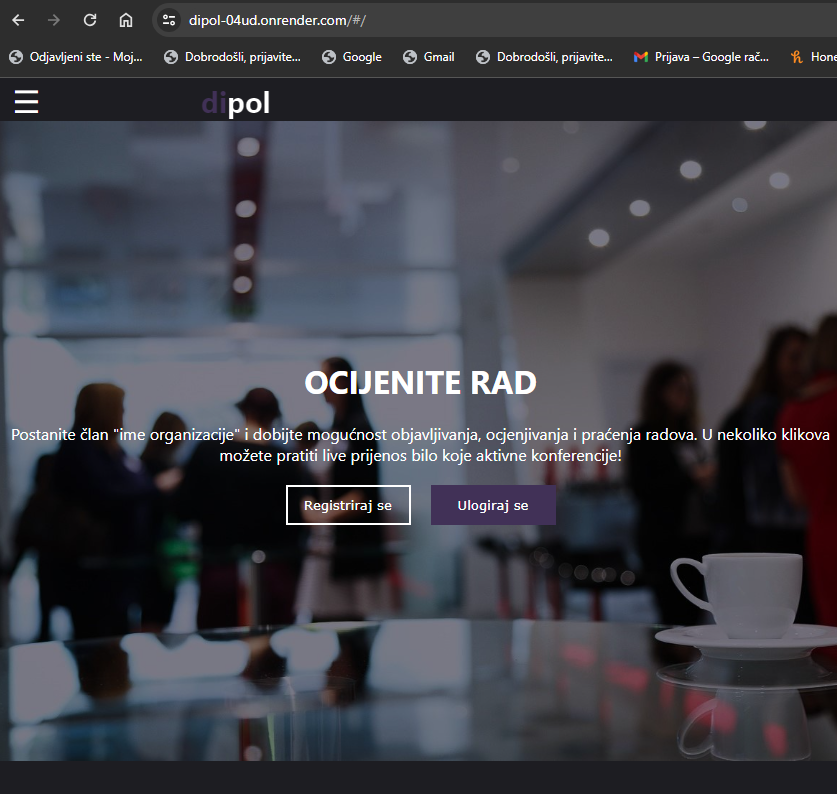 dipol-04ud.onrender.com/#/
Odjavljeni ste - Moj... Dobrodošli, prijavite... Google Gmail Dobrodošli, prijavite... Prijava – Google rač... Hone
dipol
OCIJENITE RAD
Postanite član "ime organizacije" i dobijte mogućnost objavljivanja, ocjenjivanja i praćenja radova. U nekoliko klikova
možete pratiti live prijenos bilo koje aktivne konferencije!
Registriraj se Ulogiraj se